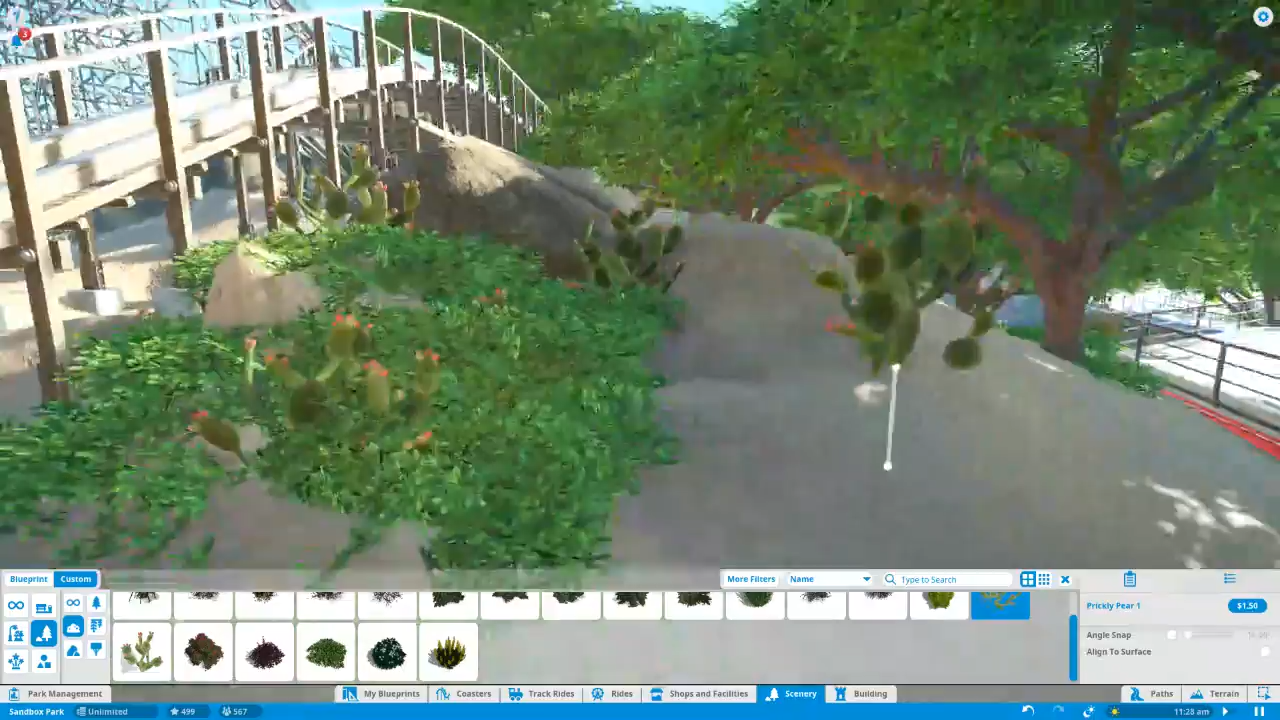 3
Blueprint
Custom
More Filters
Name
Type to Search
Prickly Pear 1
$1.50
Angle Snap
Align To Surface
Park Management
My Blueprints
Coasters
Track Rides
Rides
Shops and Facilities
Scenery
Building
Paths
Terrain
Sandbox Park
Unlimited
499
567
11:28 am